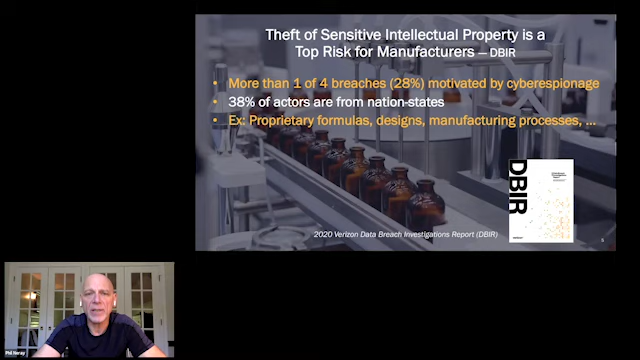 Theft of Sensitive Intellectual Property is a
Top Risk for Manufacturers — DBIR
• More than 1 of 4 breaches (28%) motivated by cyberespionage
• 38% of actors are from nation-states
• Ex: Proprietary formulas, designs, manufacturing processes, ...
DBIR
2020 Verizon Data Breach Investigations Report (DBIR)
5